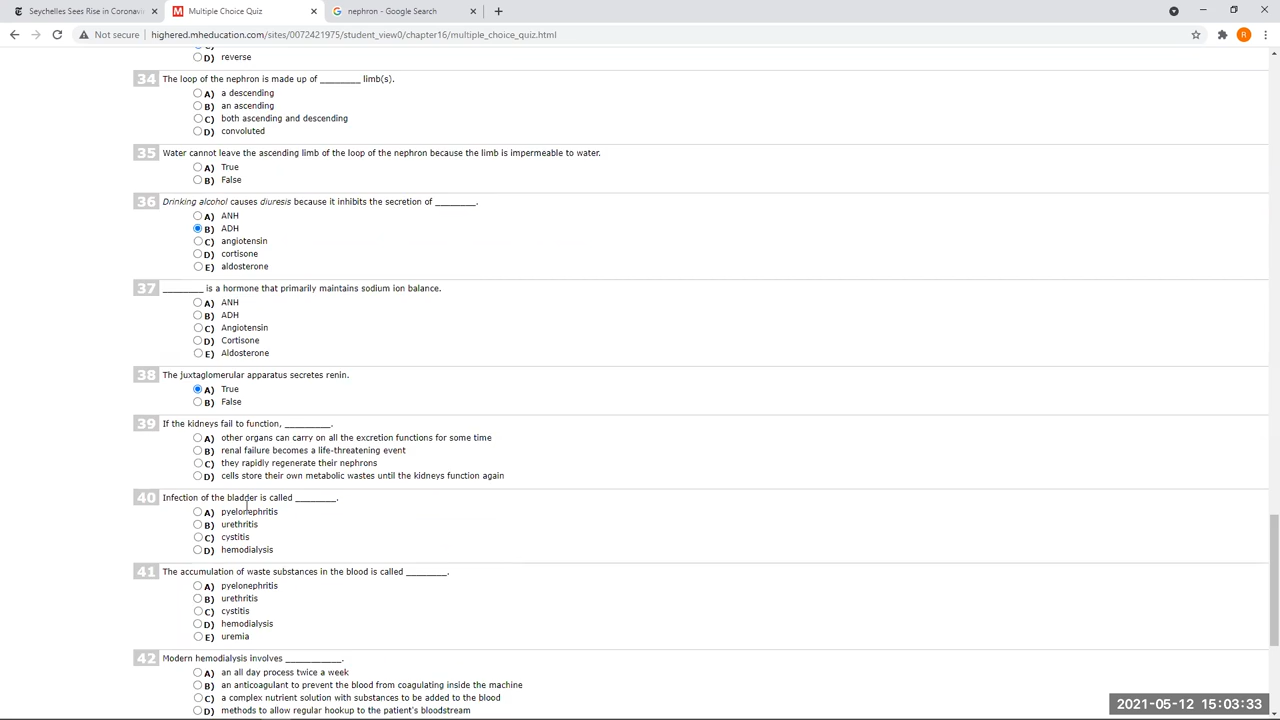 Seychelles Sees Rise in Coronavi
Multiple Choice Quiz
nephron - Google Search
Not secure | highered.mheducation.com/sites/0072421975/student_view0/chapter16/multiple_choice_quiz.html
D) reverse
34 The loop of the nephron is made up of ________ limb(s).
A) a descending
B) an ascending
C) both ascending and descending
D) convoluted
35 Water cannot leave the ascending limb of the loop of the nephron because the limb is impermeable to water.
A) True
B) False
36 Drinking alcohol causes diuresis because it inhibits the secretion of ________.
A) ANH
B) ADH
C) angiotensin
D) cortisone
E) aldosterone
37 ________ is a hormone that primarily maintains sodium ion balance.
A) ANH
B) ADH
C) Angiotensin
D) Cortisone
E) Aldosterone
38 The juxtaglomerular apparatus secretes renin.
A) True
B) False
39 If the kidneys fail to function, _________.
A) other organs can carry on all the excretion functions for some time
B) renal failure becomes a life-threatening event
C) they rapidly regenerate their nephrons
D) cells store their own metabolic wastes until the kidneys function again
40 Infection of the bladder is called ________.
A) pyelonephritis
B) urethritis
C) cystitis
D) hemodialysis
41 The accumulation of waste substances in the blood is called ________.
A) pyelonephritis
B) urethritis
C) cystitis
D) hemodialysis
E) uremia
42 Modern hemodialysis involves ___________.
A) an all day process twice a week
B) an anticoagulant to prevent the blood from coagulating inside the machine
C) a complex nutrient solution with substances to be added to the blood
D) methods to allow regular hookup to the patient's bloodstream
2021-05-12 15:03:33